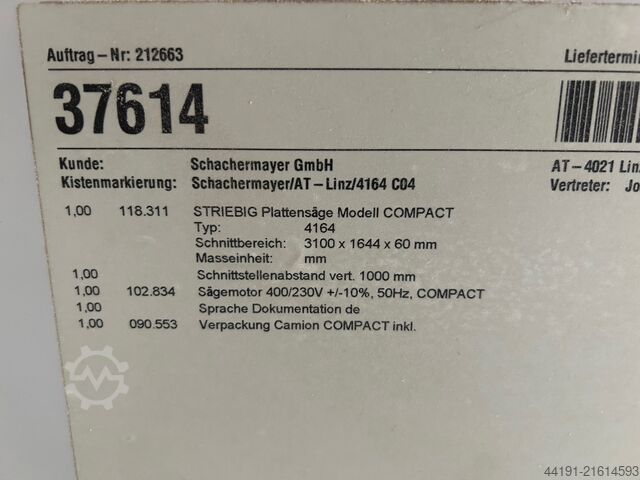 Auftrag-Nr: 212663 Liefertermin
37614
Kunde: Schachermayer GmbH AT-4021 Lin
Kistenmarkierung: Schachermayer/AT-Linz/4164 C04 Vertreter: Jo
1,00 118.311 STRIEBIG Plattensäge Modell COMPACT
Typ: 4164
Schnittbereich: 3100 x 1644 x 60 mm
Masseinheit: mm
1,00 Schnittstellenabstand vert. 1000 mm
1,00 102.834 Sägemotor 400/230V +/-10%, 50Hz, COMPACT
1,00 Sprache Dokumentation de
1,00 090.553 Verpackung Camion COMPACT inkl.
44191-21614593